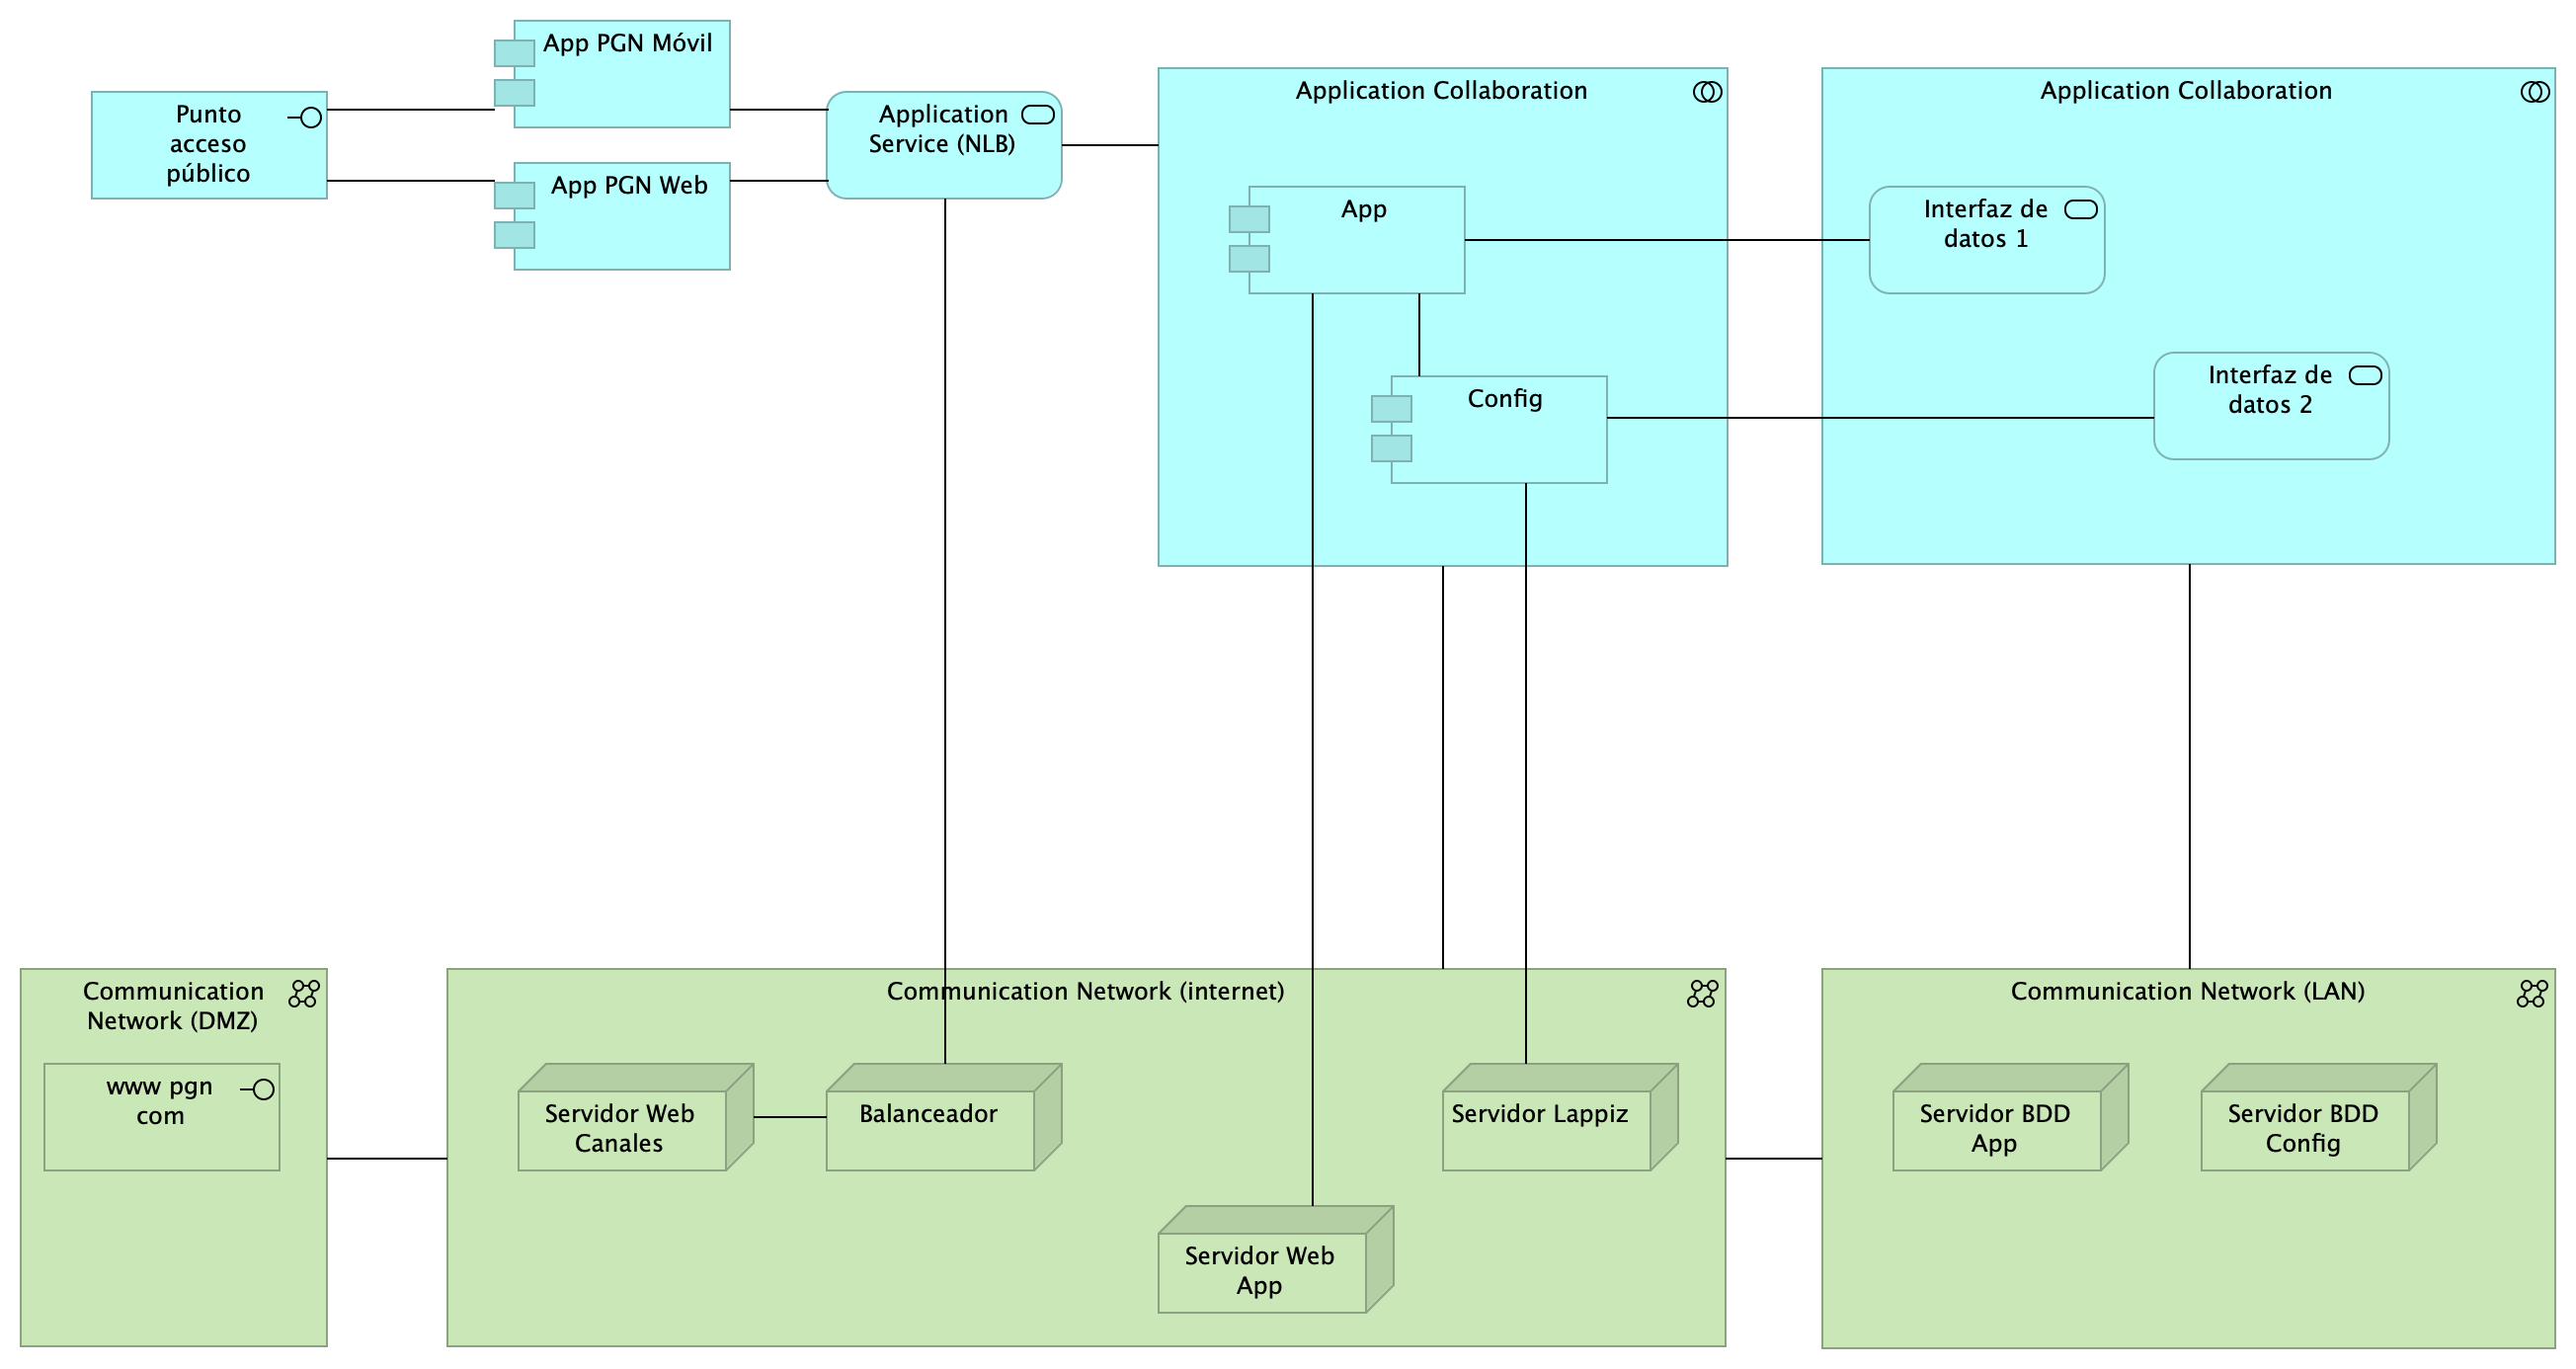 App PGN Móvil
Punto
acceso
público
App PGN Web
Application
Service (NLB)
Application Collaboration
App
Config
Application Collaboration
Interfaz de
datos 1
Interfaz de
datos 2
Communication
Network (DMZ)
www pgn
com
Communication Network (internet)
Servidor Web
Canales
Balanceador
Servidor Lappiz
Servidor Web
App
Communication Network (LAN)
Servidor BDD
App
Servidor BDD
Config